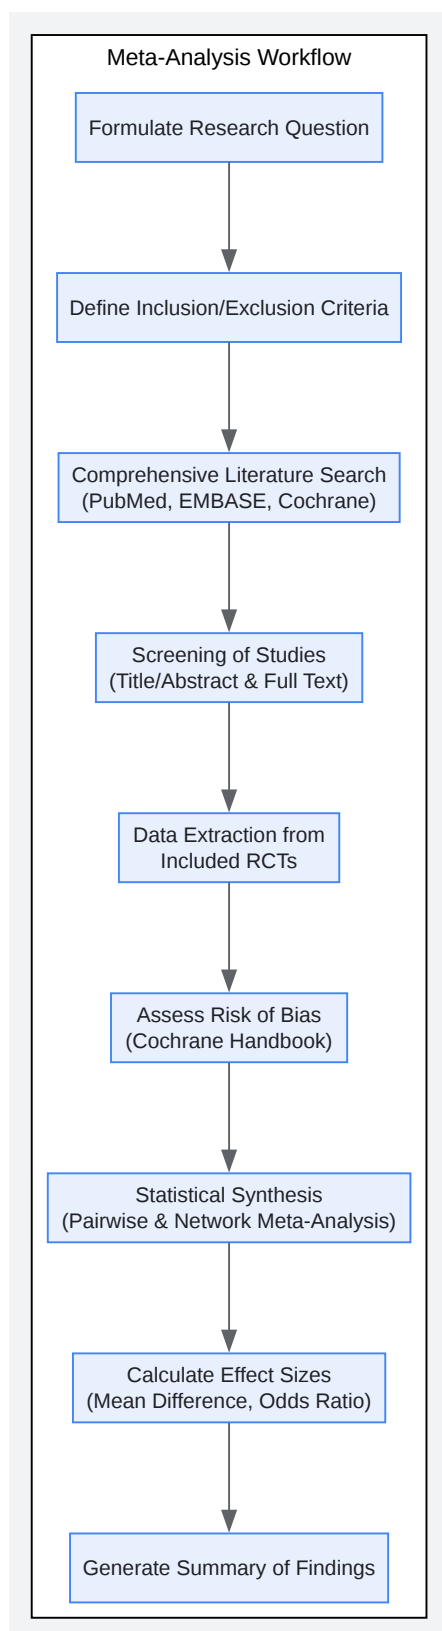 Meta-Analysis Workflow
Formulate Research Question
Define Inclusion/Exclusion Criteria
Comprehensive Literature Search
(PubMed, EMBASE, Cochrane)
Screening of Studies
(Title/Abstract & Full Text)
Data Extraction from
Included RCTs
Assess Risk of Bias
(Cochrane Handbook)
Statistical Synthesis
(Pairwise & Network Meta-Analysis)
Calculate Effect Sizes
(Mean Difference, Odds Ratio)
Generate Summary of Findings